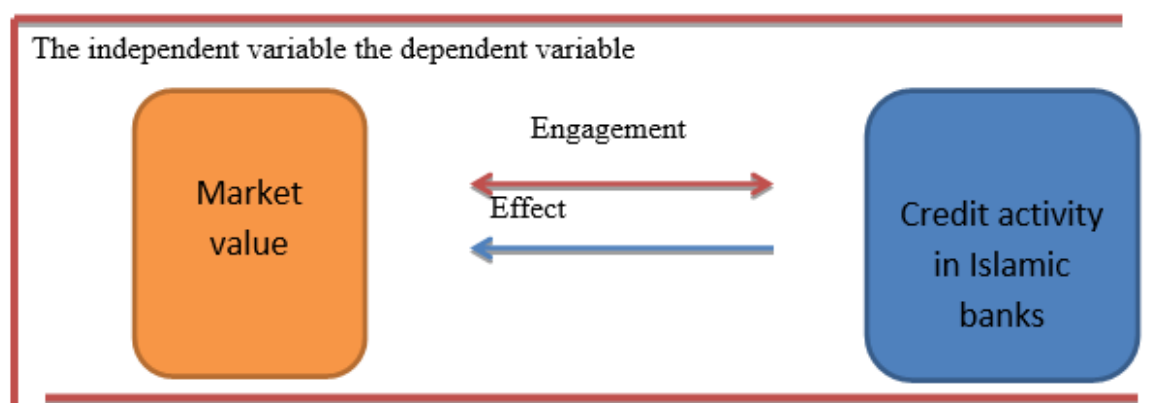 The independent variable the dependent variable
Engagement
Effect
Market
value
Credit activity
in Islamic
banks